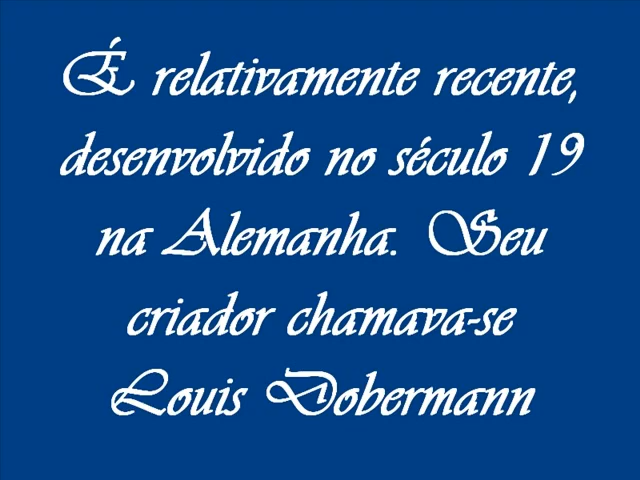 É relativamente recente,
desenvolvido no século 19
na Alemanha. Seu
criador chamava-se
Louis Dobermann